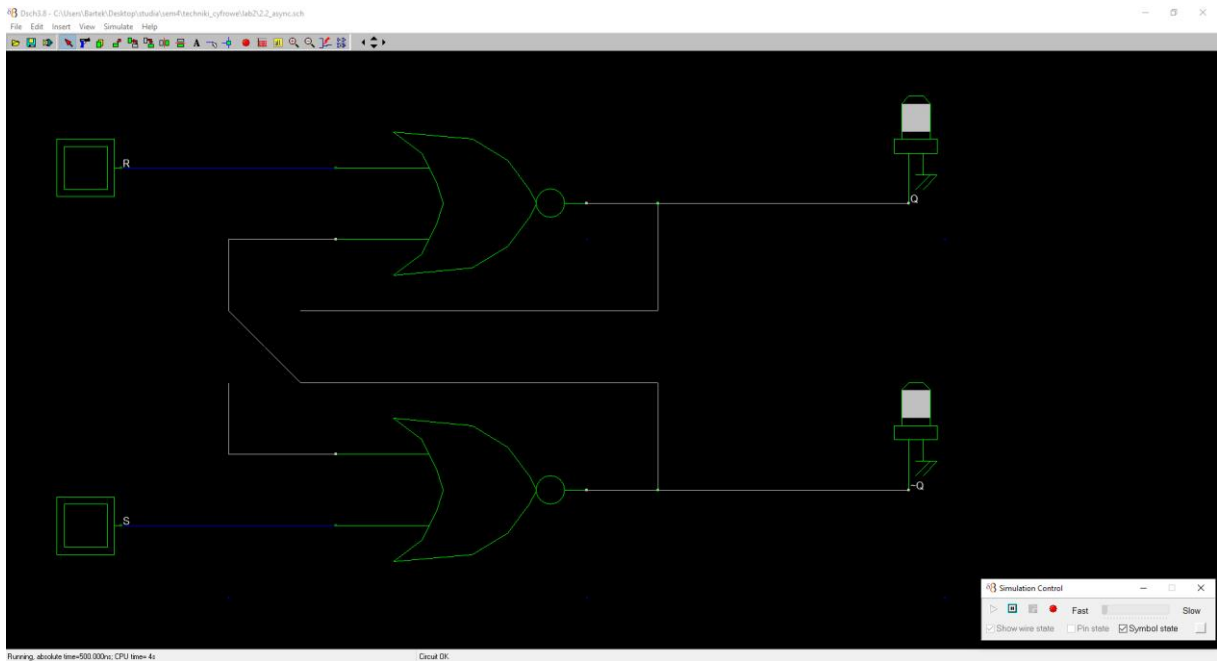 Dsch3.8 - C:\Users\Bartek\Desktop\studia\sem4\techniki_cyfrowe\lab2\2.2_async.sch
File Edit Insert View Simulate Help
A
R
Q
~Q
S
Simulation Control
Fast Slow
Show wire state Pin state Symbol state
Running, absolute time=500.000ns; CPU time= 4s Circuit OK